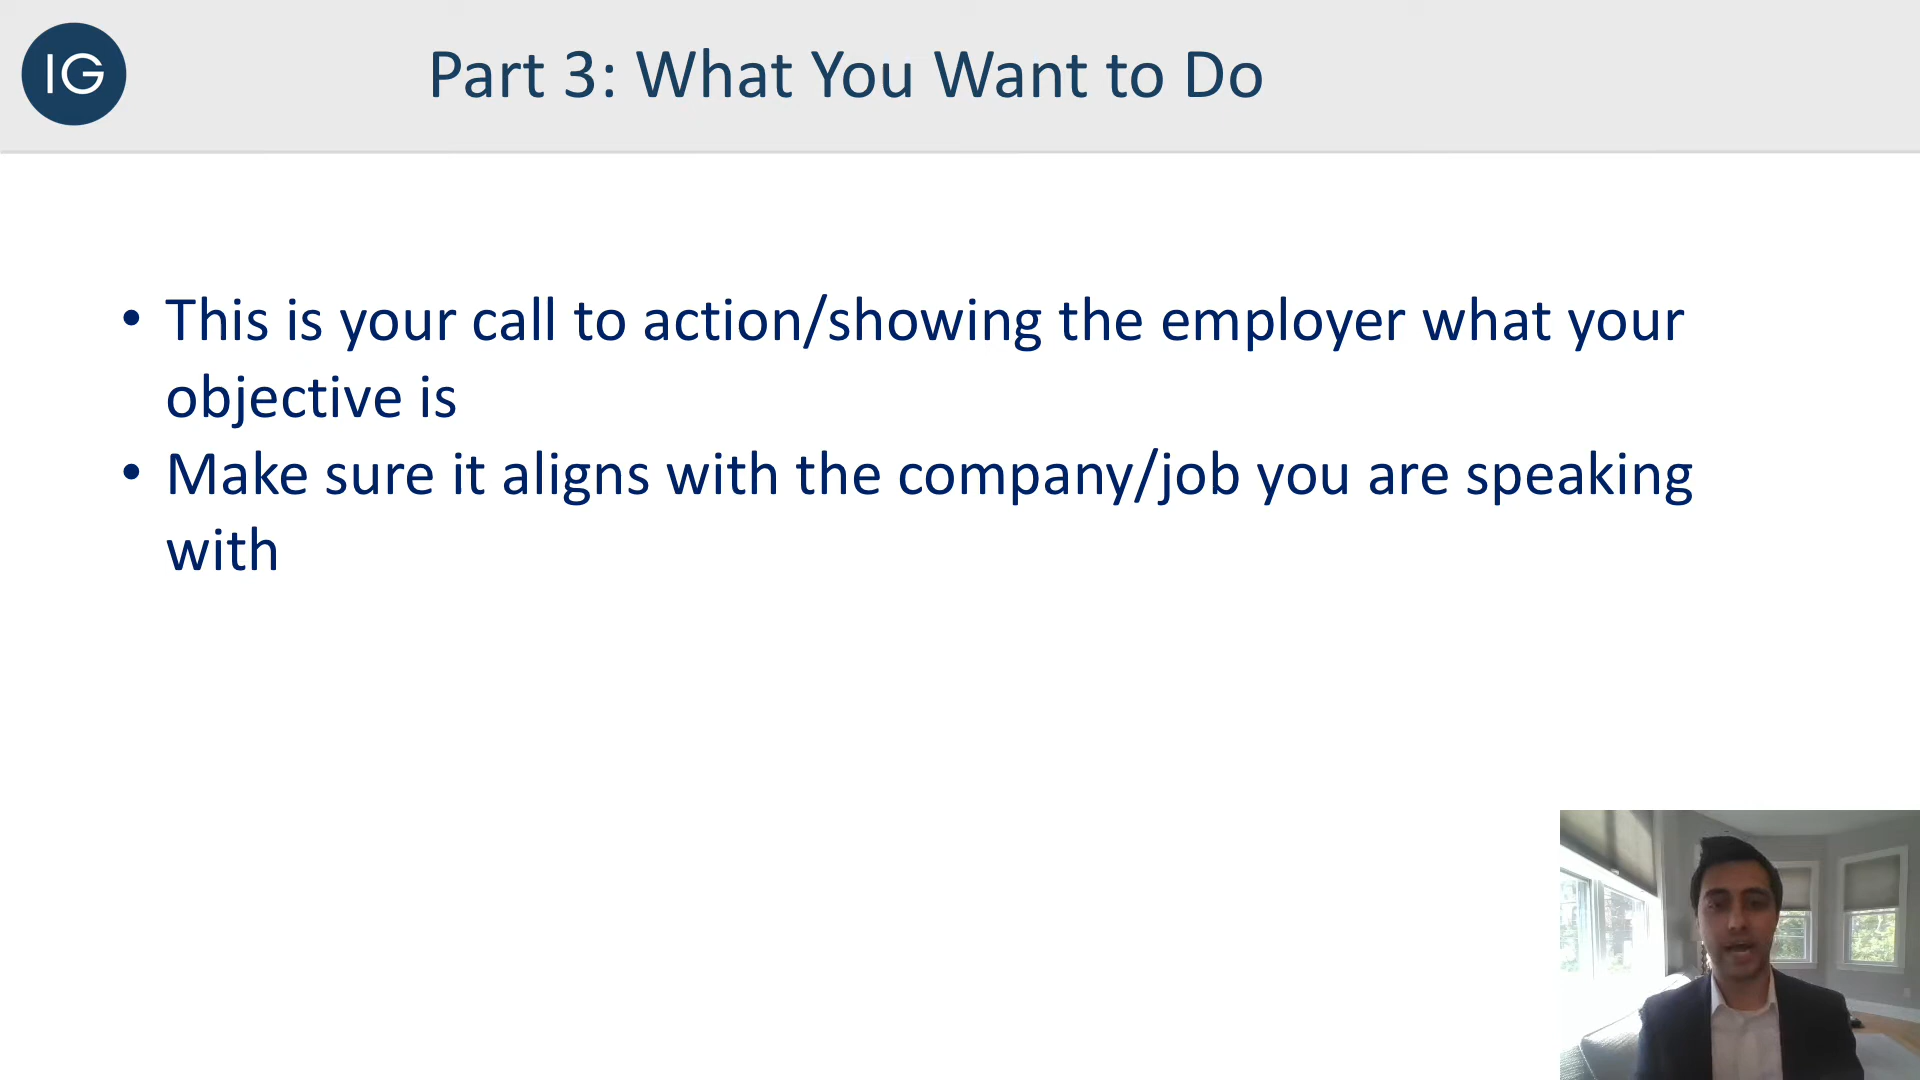 IG
Part 3: What You Want to Do
• This is your call to action/showing the employer what your
objective is
• Make sure it aligns with the company/job you are speaking
with